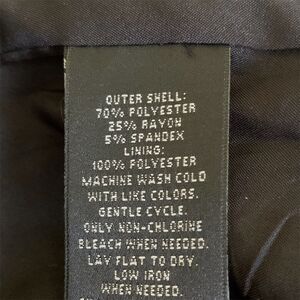 OUTER SHELL:
70% POLYESTER
25% RAYON
5% SPANDEX
LINING:
100% POLYESTER
MACHINE WASH COLD
WITH LIKE COLORS.
GENTLE CYCLE.
ONLY NON-CHLORINE
BLEACH WHEN NEEDED.
LAY FLAT TO DRY.
LOW IRON
WHEN NEEDED.